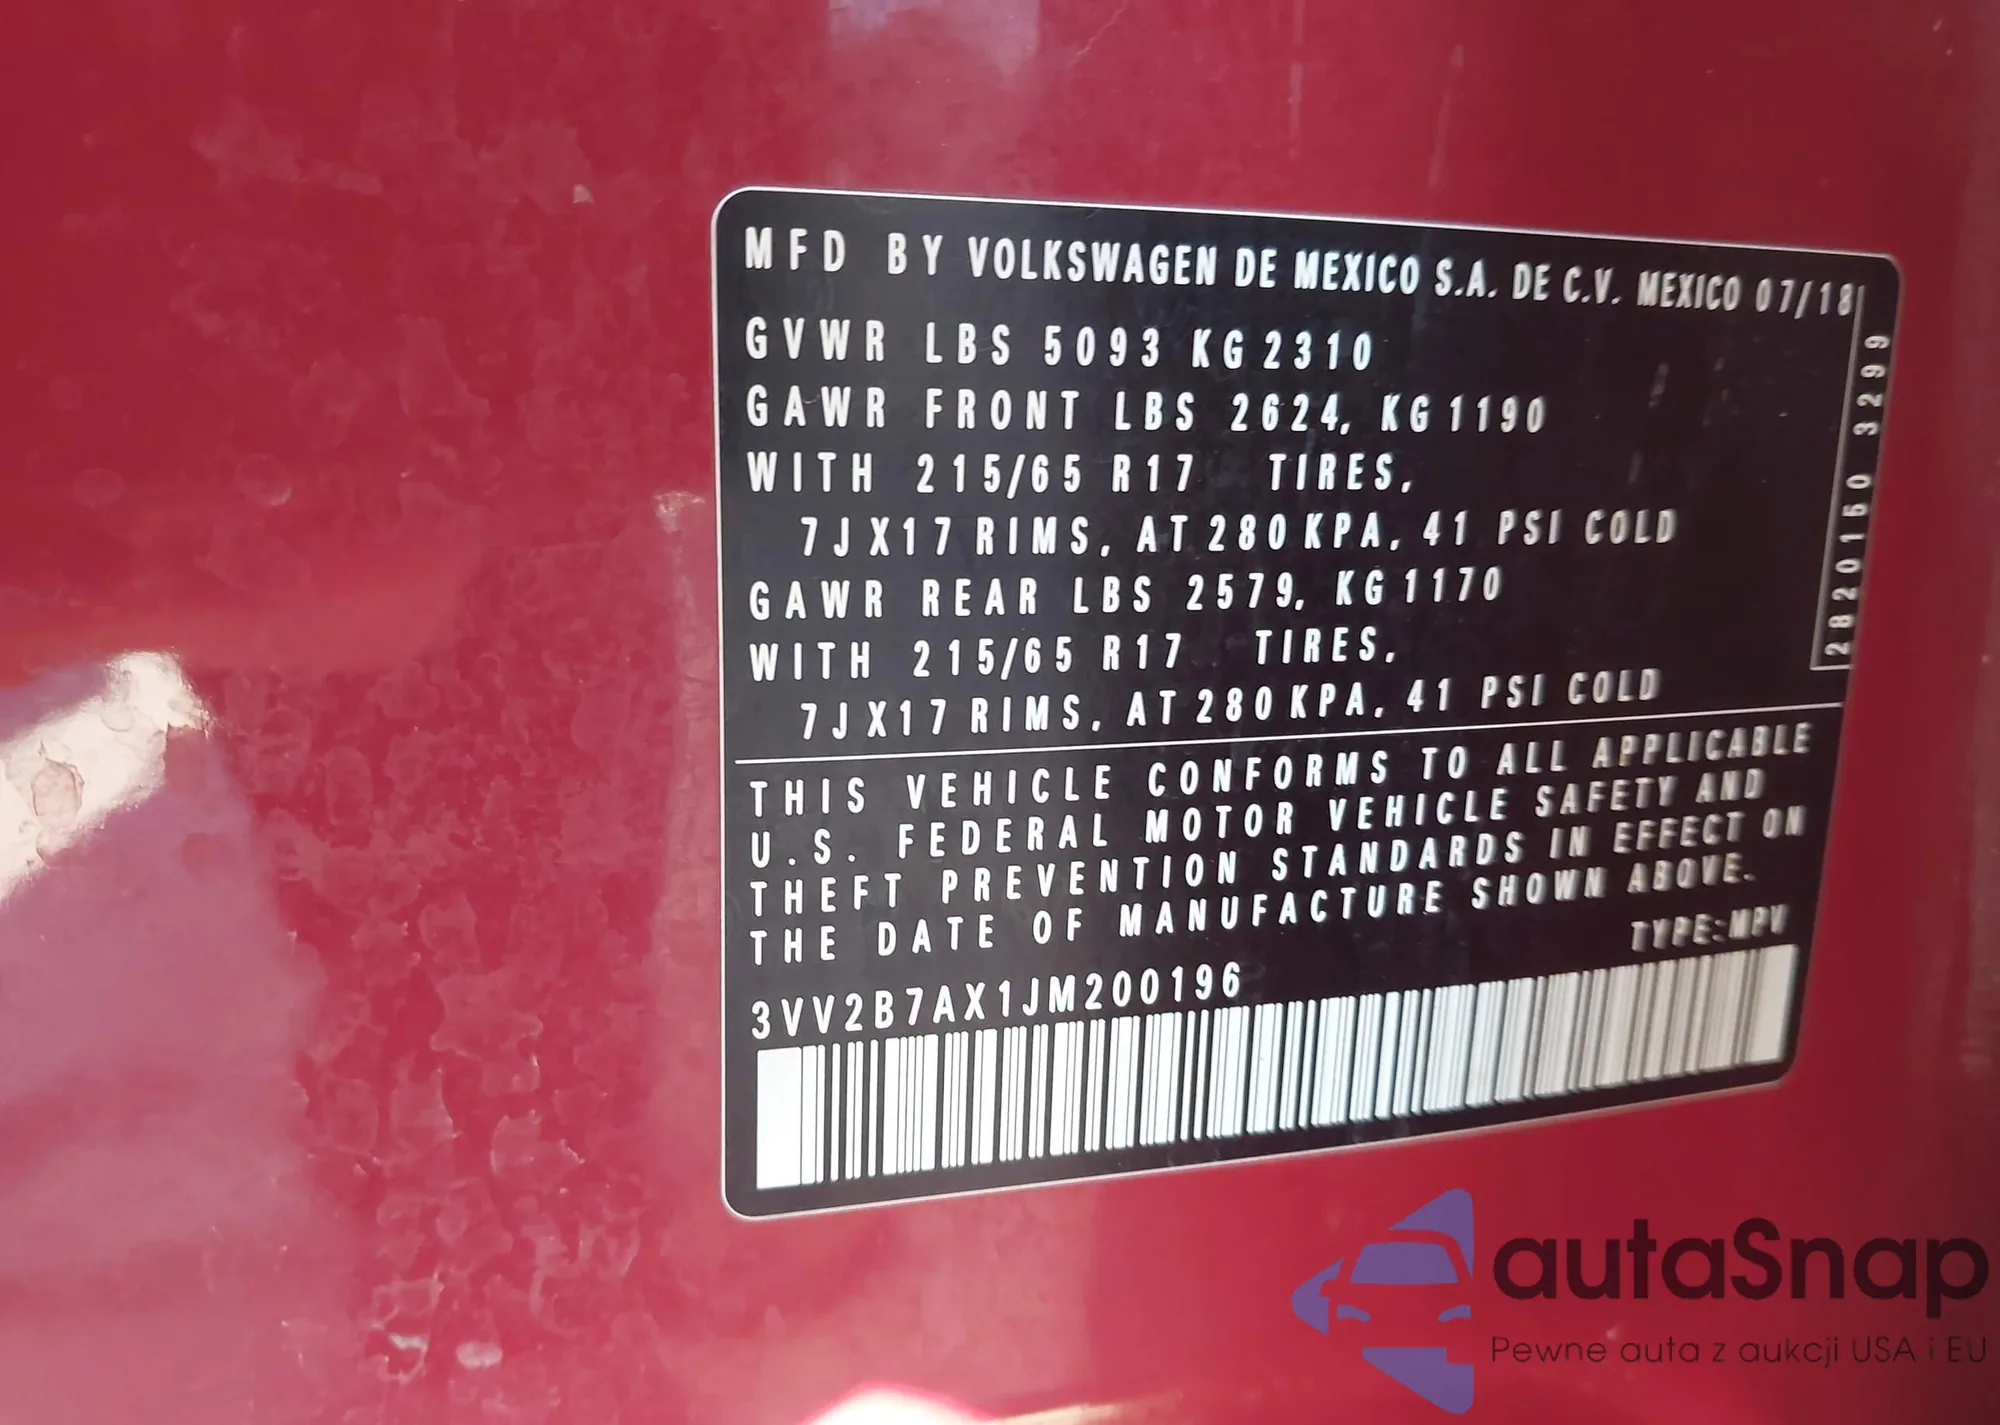 MFD BY VOLKSWAGEN DE MEXICO S.A. DE C.V. MEXICO 07/18
GVWR LBS 5093 KG 2310
GAWR FRONT LBS 2624, KG 1190
WITH 215/65 R17 TIRES,
7J X17 RIMS, AT 280 KPA, 41 PSI COLD
GAWR REAR LBS 2579, KG 1170
WITH 215/65 R17 TIRES,
7J X17 RIMS, AT 280 KPA, 41 PSI COLD
2820150 3299
THIS VEHICLE CONFORMS TO ALL APPLICABLE
U.S. FEDERAL MOTOR VEHICLE SAFETY AND
THEFT PREVENTION STANDARDS IN EFFECT ON
THE DATE OF MANUFACTURE SHOWN ABOVE.
TYPE:MPV
3VV2B7AX1JM200196
autaSnap
Pewne auta z aukcji USA i EU